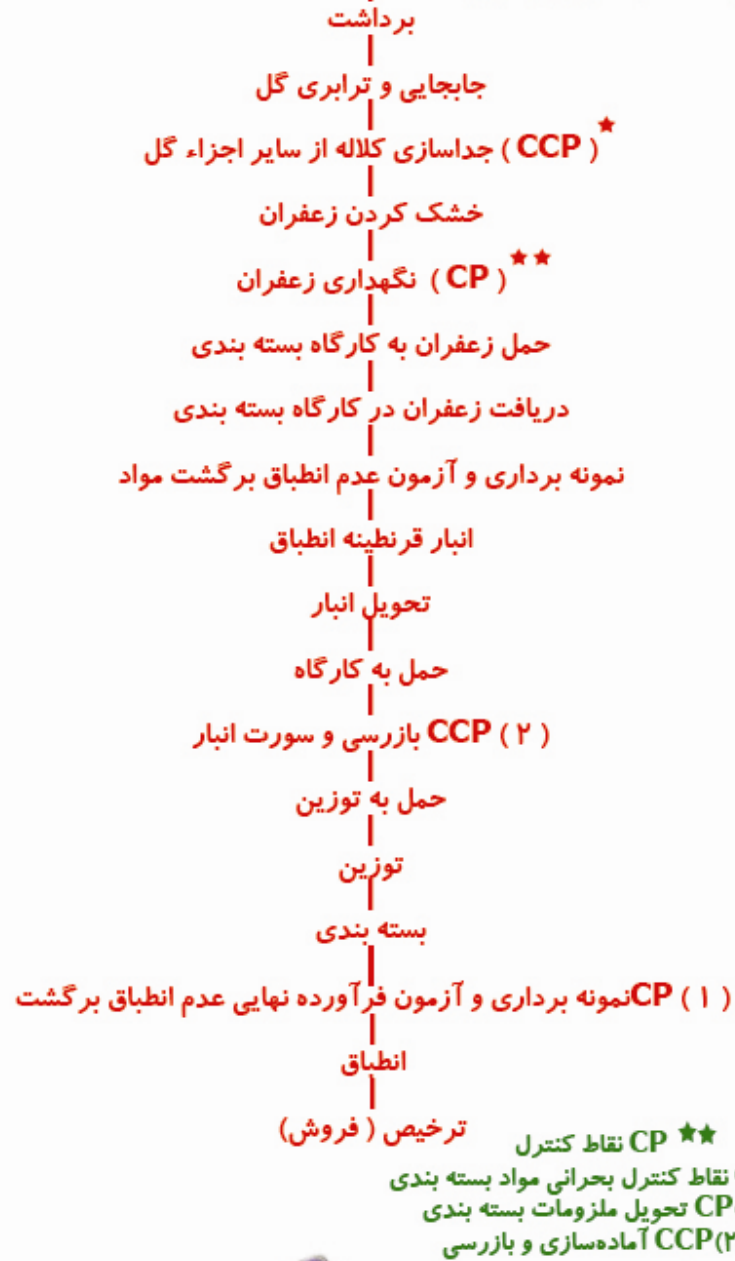 برداشت
جابجایی و ترابری گل
( CCP ) جداسازی کلاله از سایر اجزاء گل ★
خشک کردن زعفران
( CP ) نگهداری زعفران ★★
حمل زعفران به کارگاه بسته بندی
دریافت زعفران در کارگاه بسته بندی
نمونه برداری و آزمون عدم انطباق برگشت مواد
انبار قرنطینه انطباق
تحویل انبار
حمل به کارگاه
( ۲ ) CCP بازرسی و سورت انبار
حمل به توزین
توزین
بسته بندی
( ۱ ) CPنمونه برداری و آزمون فرآورده نهایی عدم انطباق برگشت
انطباق
ترخیص ( فروش)
★★ CP نقاط کنترل
نقاط کنترل بحرانی مواد بسته بندی
CP تحویل ملزومات بسته بندی
CCP(۲ آماده‌سازی و بازرسی